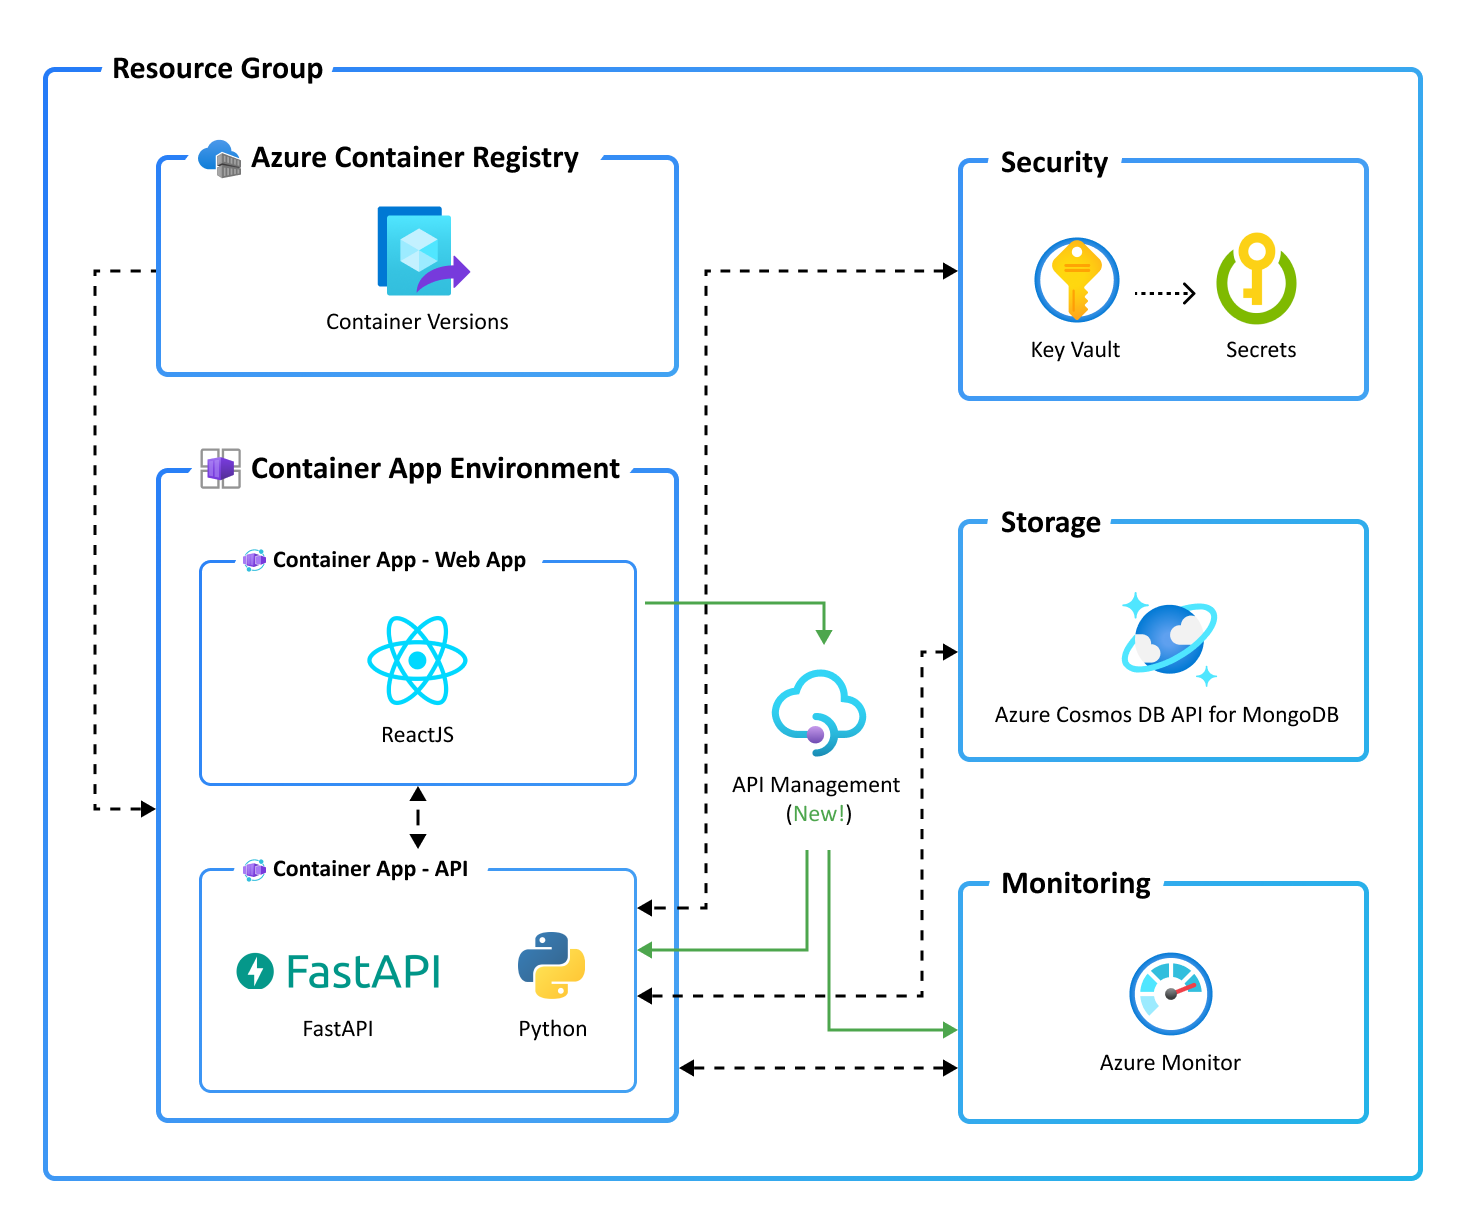 Resource Group
Azure Container Registry
Container Versions
Security
Key Vault
Secrets
Container App Environment
Container App - Web App
ReactJS
Storage
Azure Cosmos DB API for MongoDB
API Management
(New!)
Container App - API
FastAPI
FastAPI
Python
Monitoring
Azure Monitor